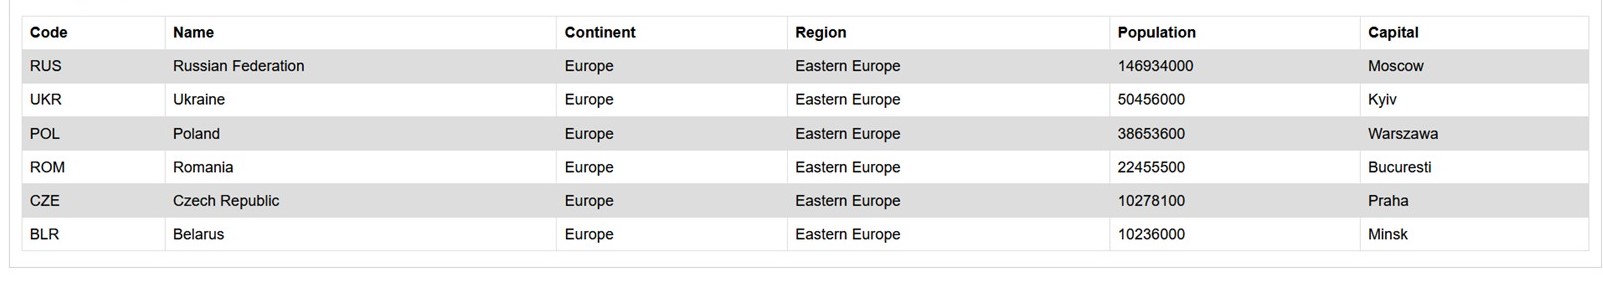 Code Name Continent Region Population Capital
RUS Russian Federation Europe Eastern Europe 146934000 Moscow
UKR Ukraine Europe Eastern Europe 50456000 Kyiv
POL Poland Europe Eastern Europe 38653600 Warszawa
ROM Romania Europe Eastern Europe 22455500 Bucuresti
CZE Czech Republic Europe Eastern Europe 10278100 Praha
BLR Belarus Europe Eastern Europe 10236000 Minsk